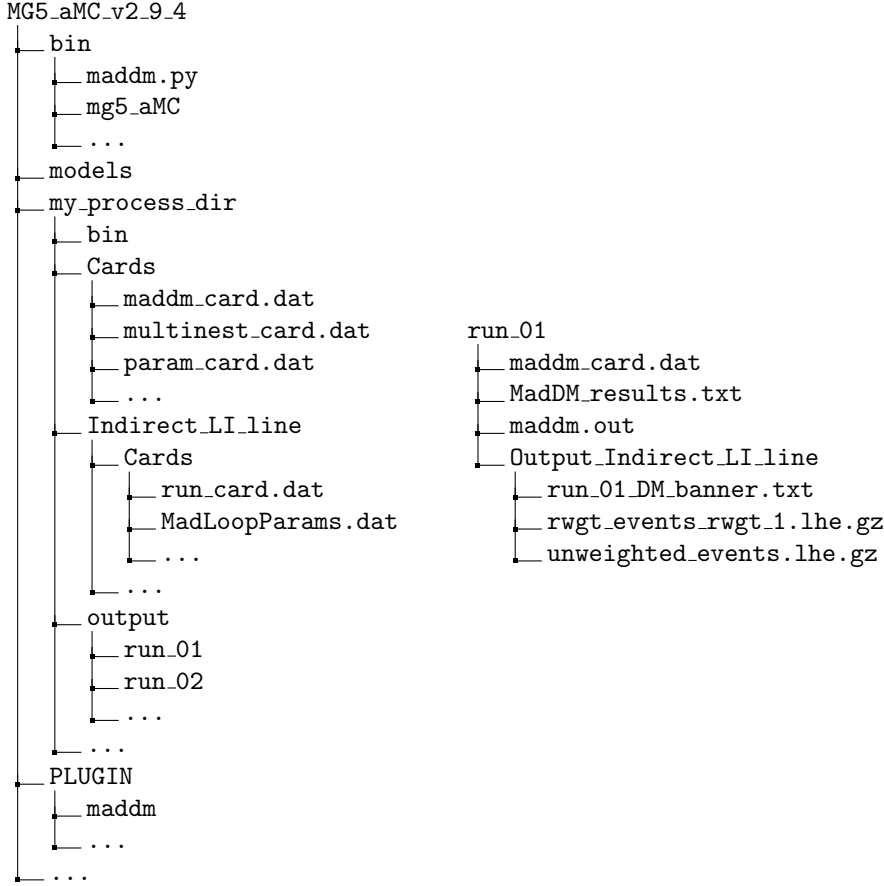 MG5_aMC_v2_9_4
bin
maddm.py
mg5_aMC
...
models
my_process_dir
bin
Cards
maddm_card.dat
multinest_card.dat
param_card.dat
...
Indirect_LI_line
Cards
run_card.dat
MadLoopParams.dat
...
...
output
run_01
run_02
...
...
PLUGIN
maddm
...
...
run_01
maddm_card.dat
MadDM_results.txt
maddm.out
Output_Indirect_LI_line
run_01_DM_banner.txt
rwgt_events_rwgt_1.lhe.gz
unweighted_events.lhe.gz